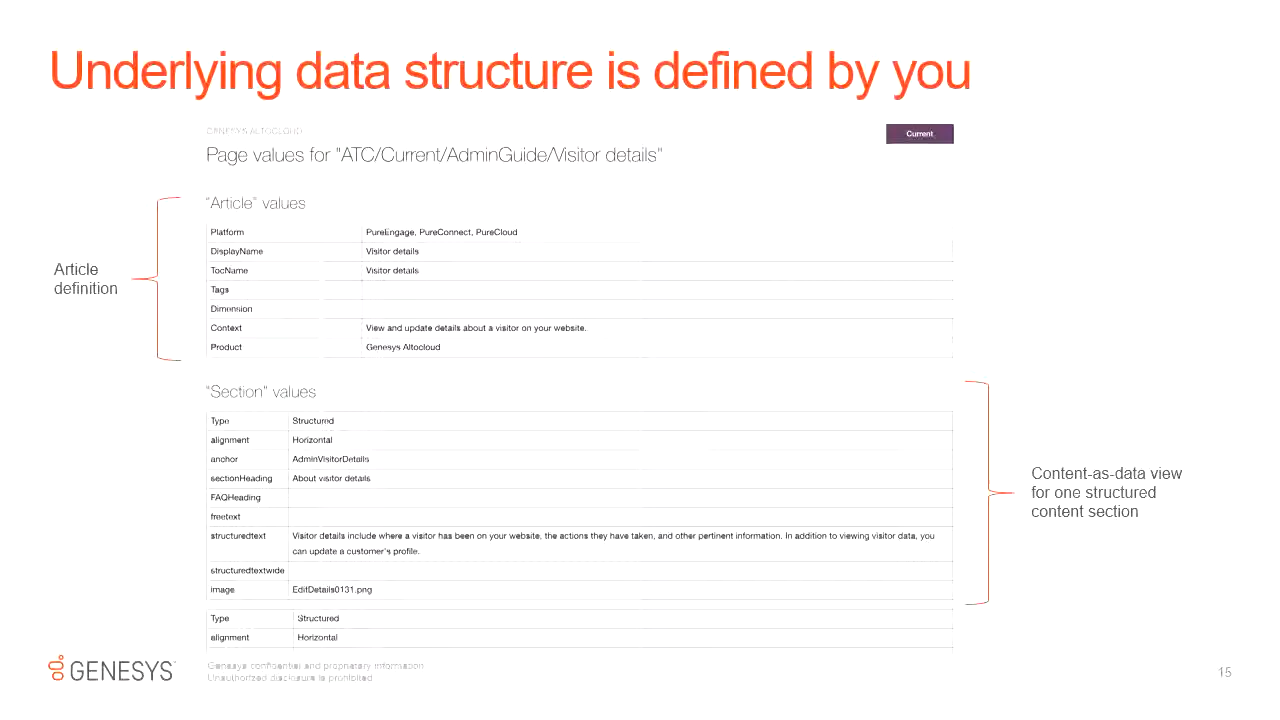 Underlying data structure is defined by you
GENESYS ALTOCLOUD
Current
Page values for "ATC/Current/AdminGuide/Visitor details"
"Article" values
Platform PureEngage, PureConnect, PureCloud
DisplayName Visitor details
TocName Visitor details
Tags
Dimension
Context View and update details about a visitor on your website.
Product Genesys Altocloud
Article
definition
"Section" values
Type Structured
alignment Horizontal
anchor AdminVisitorDetails
sectionHeading About visitor details
FAQHeading
freetext
structuredtext Visitor details include where a visitor has been on your website, the actions they have taken, and other pertinent information. In addition to viewing visitor data, you
can update a customer's profile.
structuredtextwide
image EditDetails0131.png
Content-as-data view
for one structured
content section
Type Structured
alignment Horizontal
GENESYS
Genesys confidential and proprietary information
Unauthorized disclosure is prohibited
15